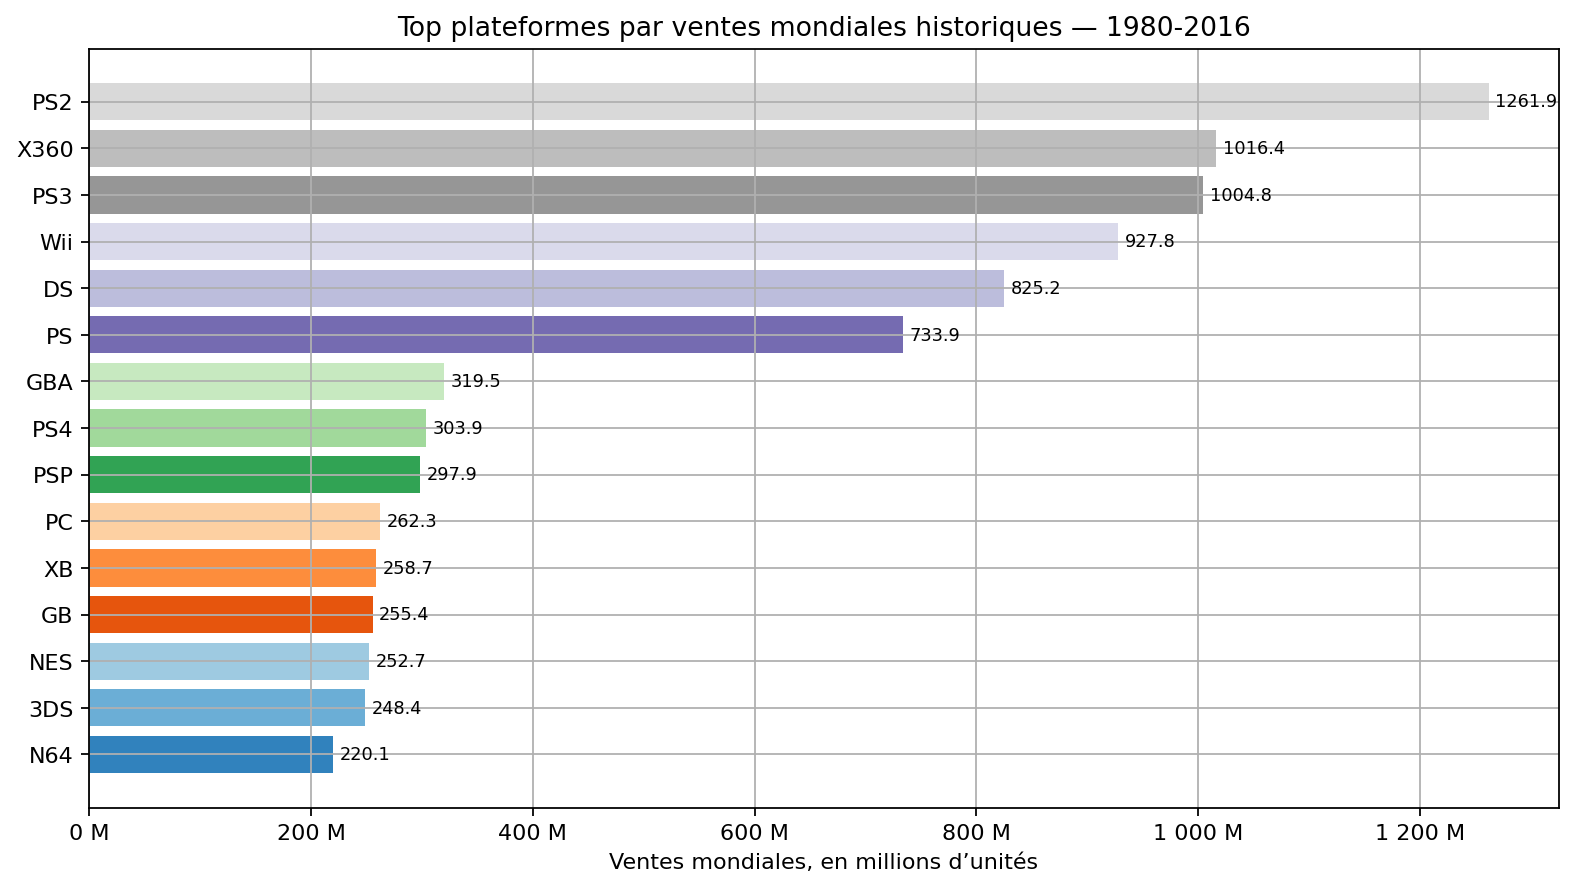 Top plateformes par ventes mondiales historiques — 1980-2016
PS2 1261.9
X360 1016.4
PS3 1004.8
Wii 927.8
DS 825.2
PS 733.9
GBA 319.5
PS4 303.9
PSP 297.9
PC 262.3
XB 258.7
GB 255.4
NES 252.7
3DS 248.4
N64 220.1
0 M 200 M 400 M 600 M 800 M 1 000 M 1 200 M
Ventes mondiales, en millions d’unités